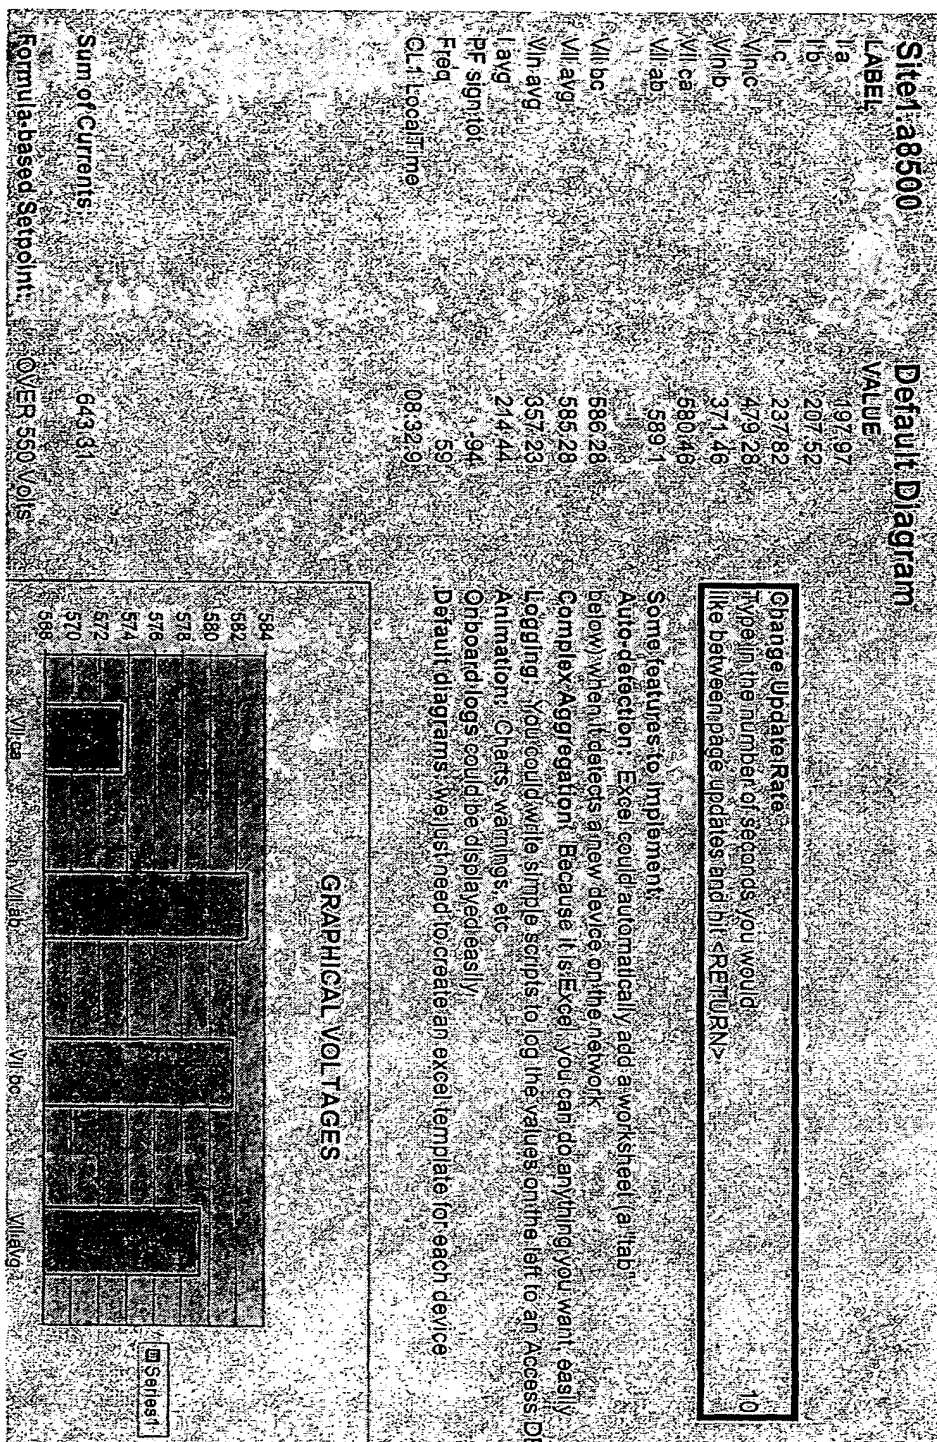 Site1.a8500 Default Diagram
LABEL VALUE
I a 197.97
I b 207.52
I c 237.82
Vln c 479.28
Vln b 371.46
Vll ca 580.46
Vll ab 589.1
Vll bc 586.28
Vll avg 585.28
Vln avg 357.23
I avg 214.44
PF sign tot -94
Freq 59
CL1 LocalTime 08:32:9
Sum of Currents: 643.31
Formula-based Setpoint: OVER 560 Volts
Change Update Rate
Type in the number of seconds you would 10
like between page updates and hit <RETURN>
Some features to Implement:
Auto-detection: Excel could automatically add a worksheet (a "tab"
below) when it detects a new device on the network
Complex Aggregation: Because it is Excel, you can do anything you want, easily
Logging: You could write simple scripts to log the values on the left to an Access
Animation: Charts, warnings, etc
Onboard logs could be displayed easily
Default diagrams: we just need to create an excel template for each device
GRAPHICAL VOLTAGES
584
582
580
578
576
574
572
570
568
Vll ca Vll ab Vll bc Vll avg
Series1